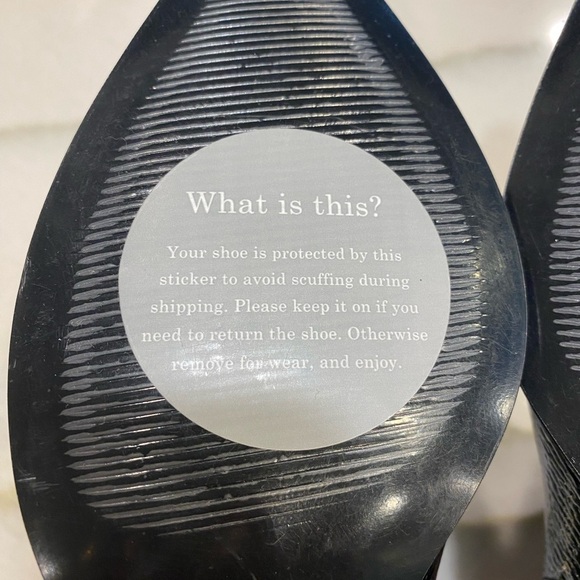 What is this?
Your shoe is protected by this
sticker to avoid scuffing during
shipping. Please keep it on if you
need to return the shoe. Otherwise
remove for wear, and enjoy.